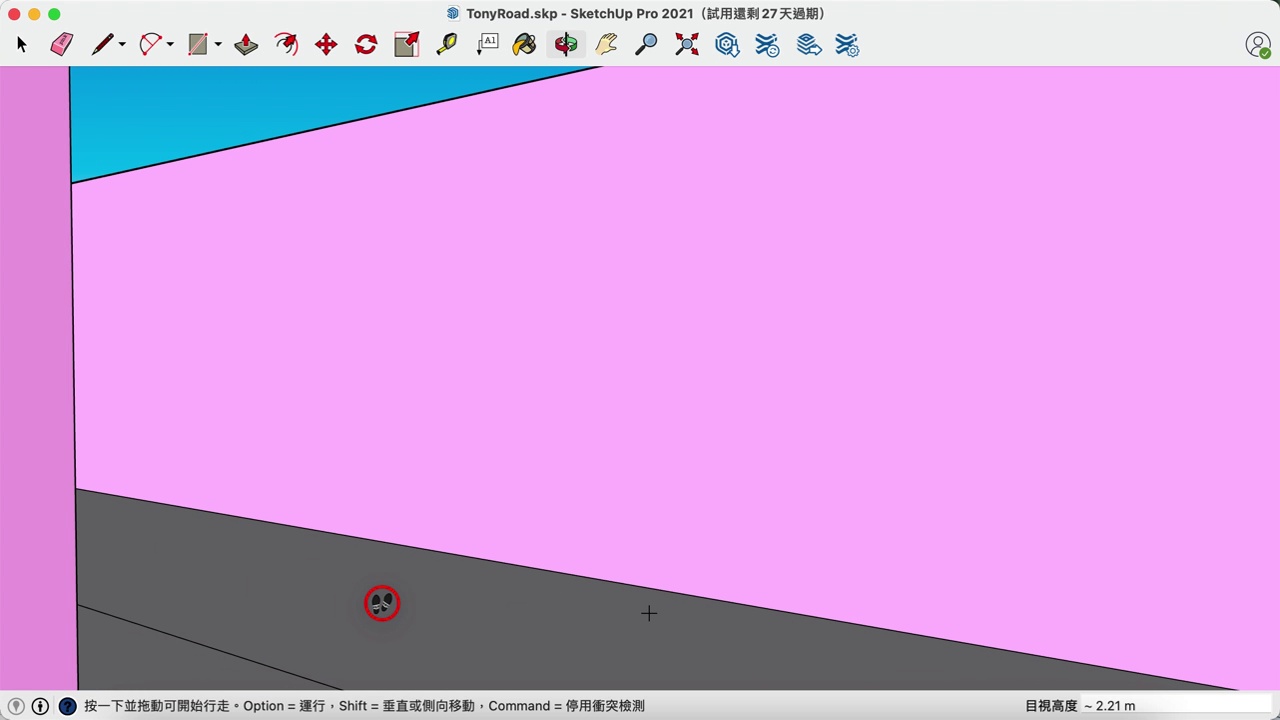 TonyRoad.skp - SketchUp Pro 2021（試用還剩 27 天過期）
A1
按一下並拖動可開始行走。Option = 運行，Shift = 垂直或側向移動，Command = 停用衝突檢測
目視高度 ~ 2.21 m